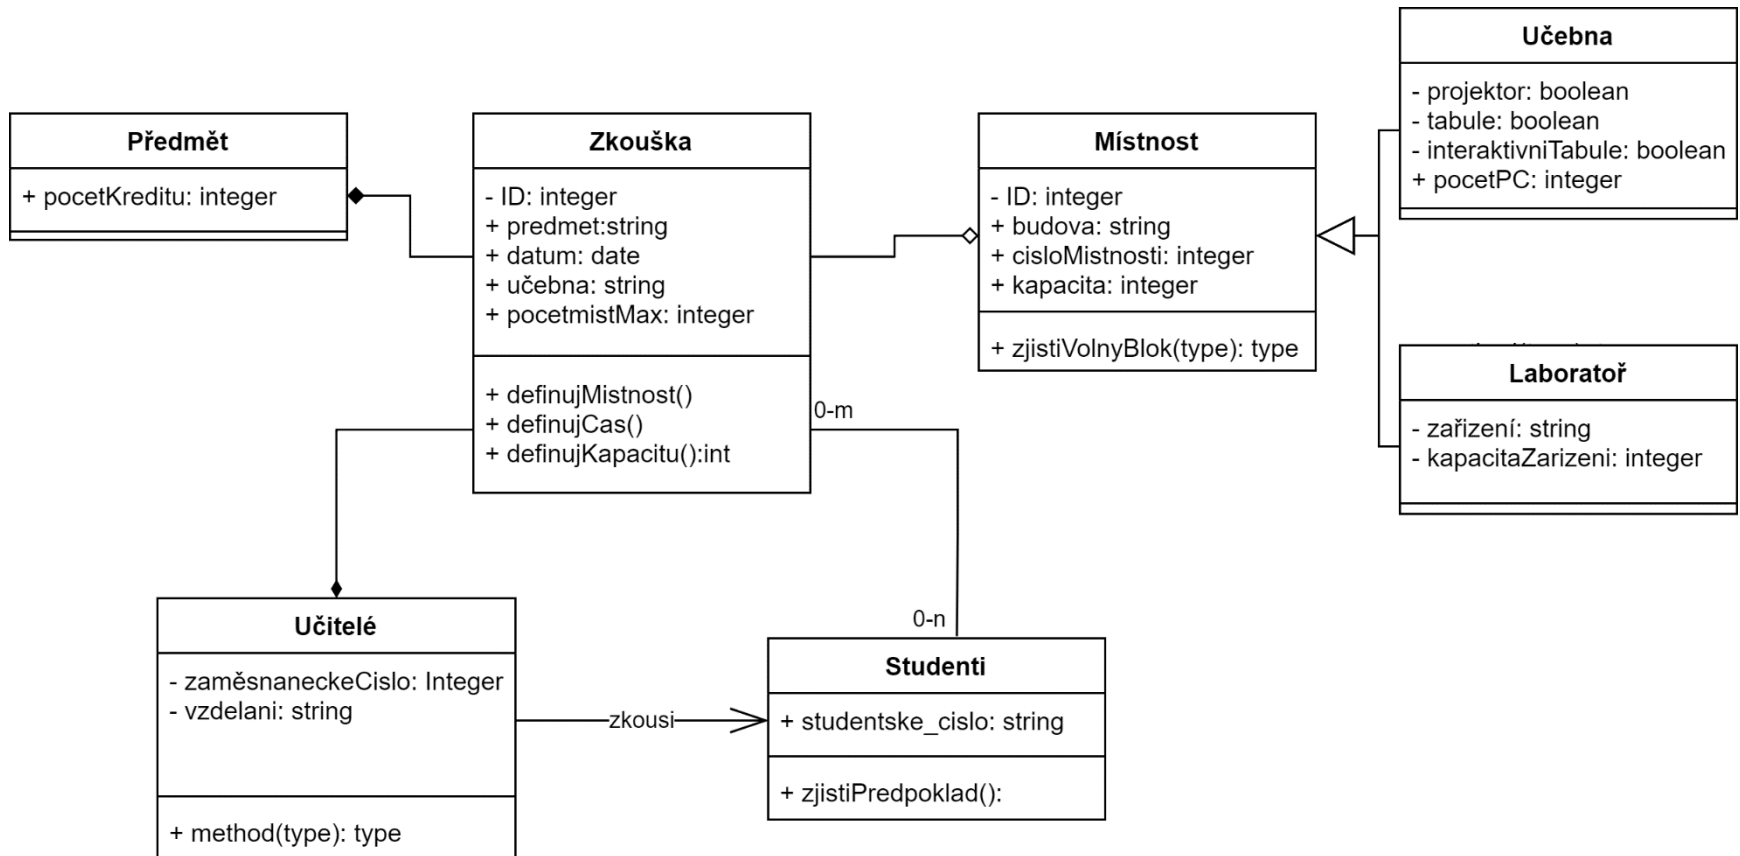 Předmět
+ pocetKreditu: integer
Zkouška
- ID: integer
+ predmet:string
+ datum: date
+ učebna: string
+ pocetmistMax: integer
+ definujMistnost()
+ definujCas()
+ definujKapacitu():int
Místnost
- ID: integer
+ budova: string
+ cisloMistnosti: integer
+ kapacita: integer
+ zjistiVolnyBlok(type): type
Učebna
- projektor: boolean
- tabule: boolean
- interaktivniTabule: boolean
+ pocetPC: integer
Laboratoř
- zařizení: string
- kapacitaZarizeni: integer
0-m
0-n
Učitelé
- zaměsnaneckeCislo: Integer
- vzdelani: string
+ method(type): type
zkousi
Studenti
+ studentske_cislo: string
+ zjistiPredpoklad():